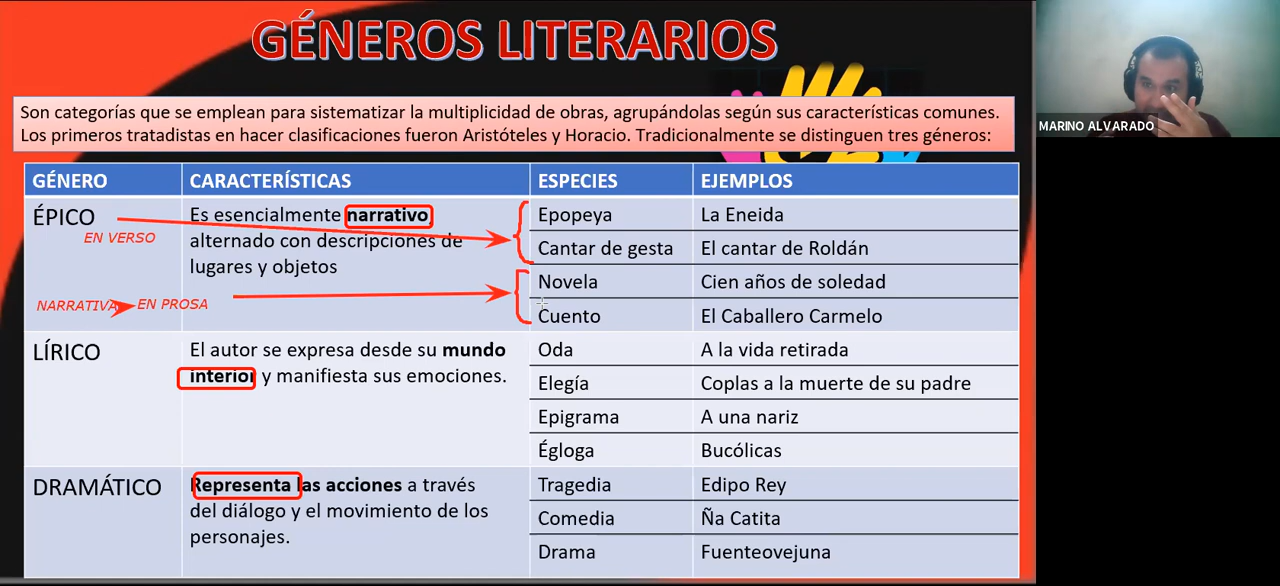 GÉNEROS LITERARIOS
Son categorías que se emplean para sistematizar la multiplicidad de obras, agrupándolas según sus características comunes.
Los primeros tratadistas en hacer clasificaciones fueron Aristóteles y Horacio. Tradicionalmente se distinguen tres géneros:
MARINO ALVARADO
GÉNERO CARACTERÍSTICAS ESPECIES EJEMPLOS
ÉPICO
EN VERSO
NARRATIVA EN PROSA
Es esencialmente narrativo
alternado con descripciones de
lugares y objetos
Epopeya La Eneida
Cantar de gesta El cantar de Roldán
Novela Cien años de soledad
Cuento El Caballero Carmelo
LÍRICO
El autor se expresa desde su mundo
interior y manifiesta sus emociones.
Oda A la vida retirada
Elegía Coplas a la muerte de su padre
Epigrama A una nariz
Égloga Bucólicas
DRAMÁTICO
Representa las acciones a través
del diálogo y el movimiento de los
personajes.
Tragedia Edipo Rey
Comedia Ña Catita
Drama Fuenteovejuna